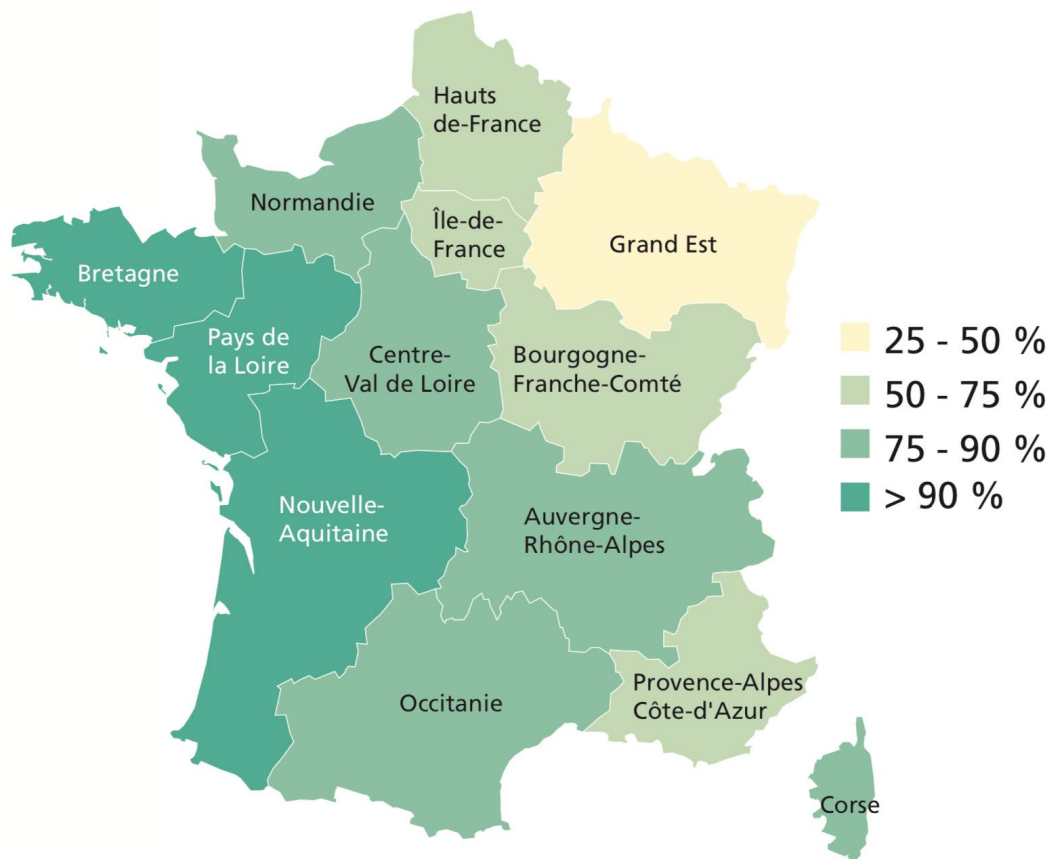 Hauts
de-France
Normandie
Île-de-
France
Grand Est
Bretagne
Pays de
la Loire
Centre-
Val de Loire
Bourgogne-
Franche-Comté
25 - 50 %
50 - 75 %
75 - 90 %
> 90 %
Nouvelle-
Aquitaine
Auvergne-
Rhône-Alpes
Occitanie
Provence-Alpes
Côte-d'Azur
Corse